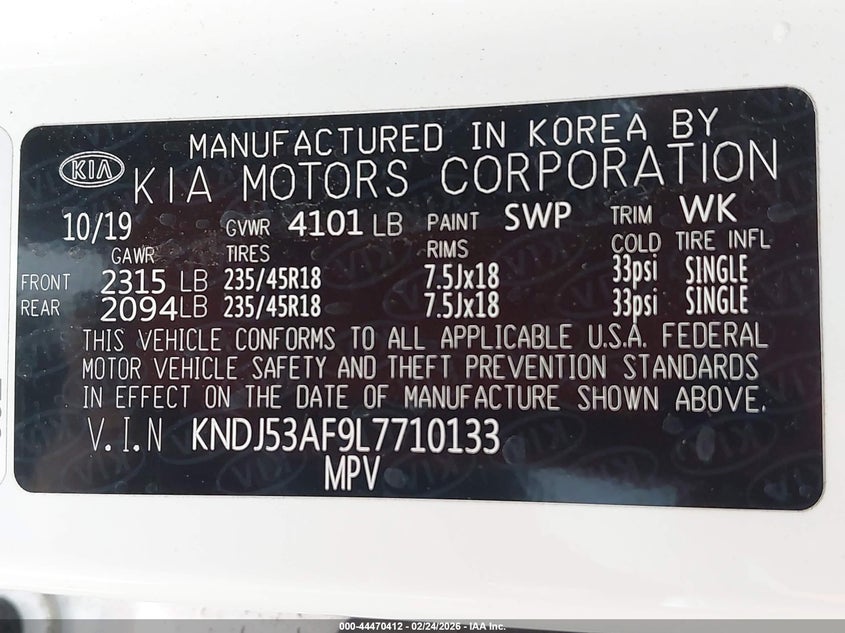 MANUFACTURED IN KOREA BY
KIA KIA MOTORS CORPORATION
10/19 GVWR 4101 LB PAINT SWP TRIM WK
GAWR TIRES RIMS COLD TIRE INFL
FRONT 2315 LB 235/45R18 7.5Jx18 33psi SINGLE
REAR 2094LB 235/45R18 7.5Jx18 33psi SINGLE
THIS VEHICLE CONFORMS TO ALL APPLICABLE U.S.A. FEDERAL
MOTOR VEHICLE SAFETY AND THEFT PREVENTION STANDARDS
IN EFFECT ON THE DATE OF MANUFACTURE SHOWN ABOVE.
V.I.N KNDJ53AF9L7710133
MPV
000-44470412 - 02/24/2026 - IAA Inc.